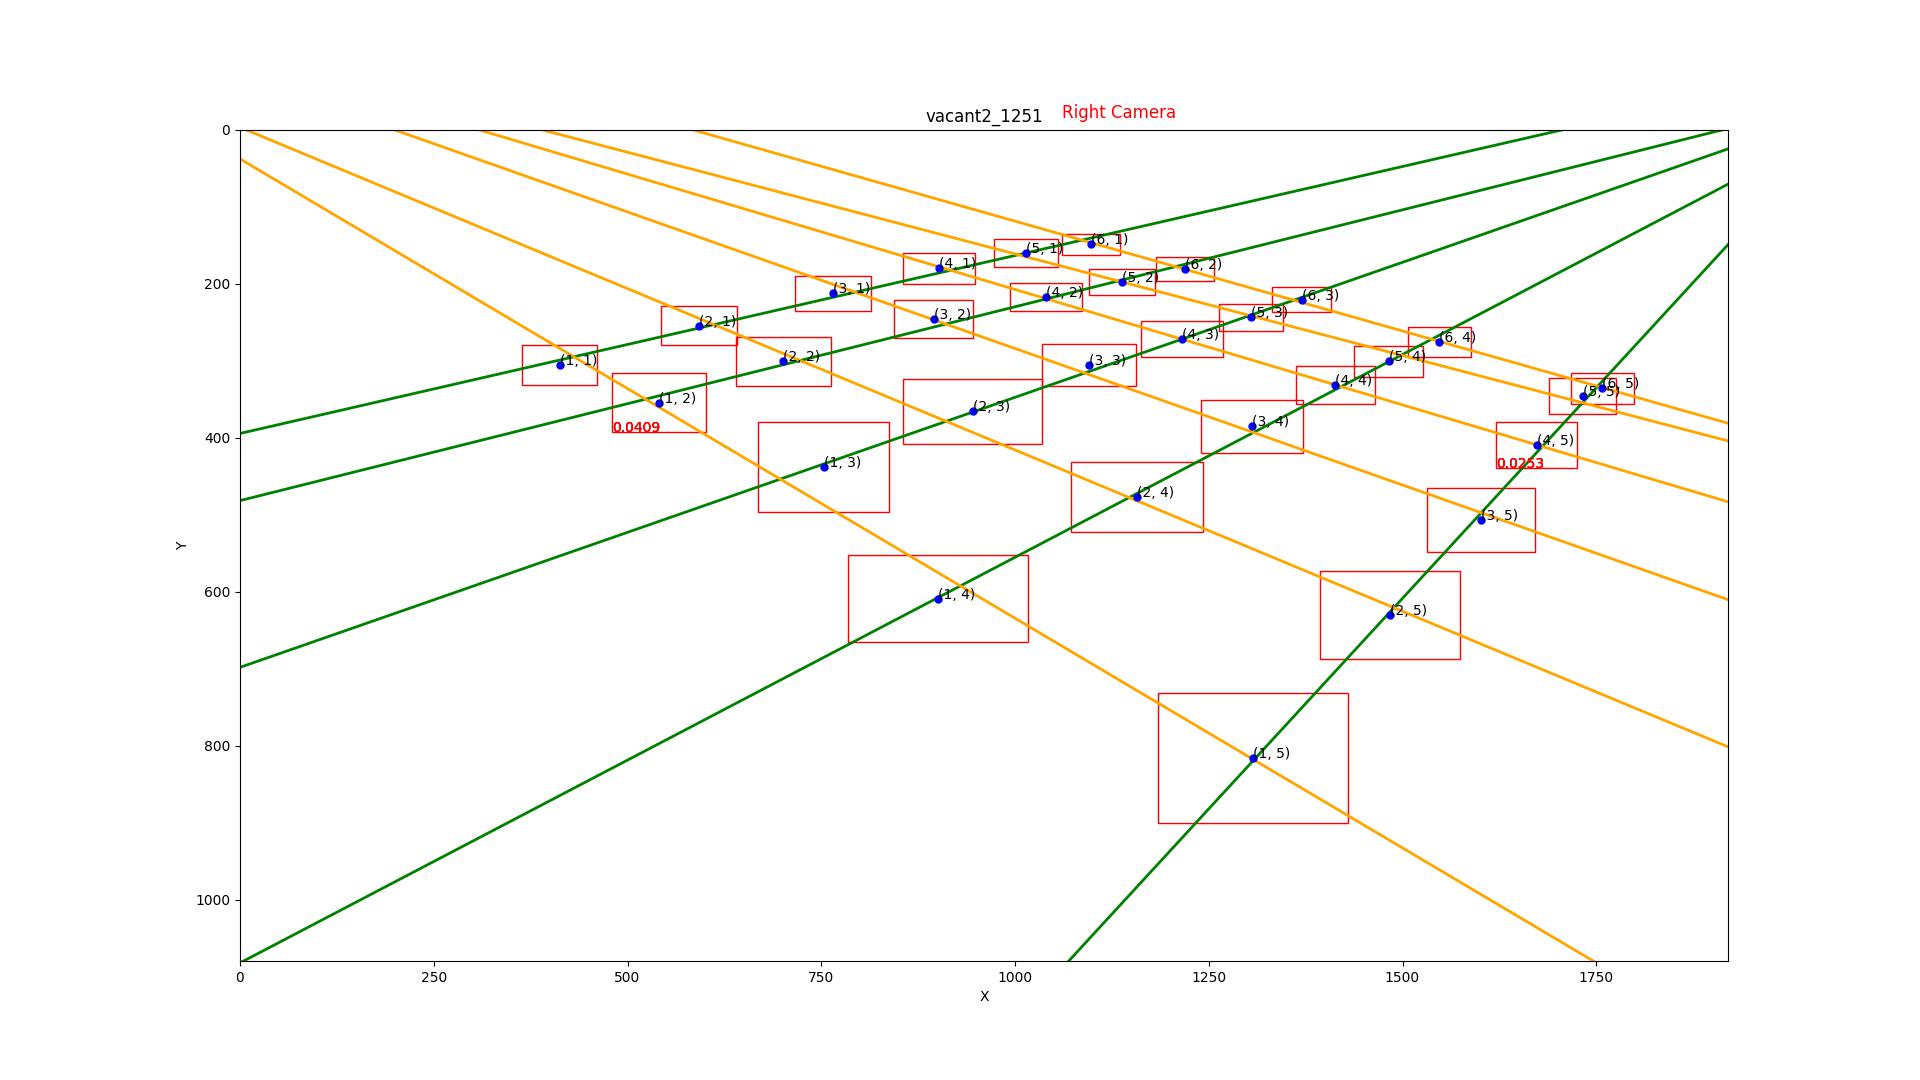 vacant2_1251 Right Camera
0
(6, 1)
(5, 1)
(4, 1) (6, 2)
(5, 2)
200
(3, 1) (4, 2) (6, 3)
(2, 1) (3, 2) (5, 3)
(4, 3) (6, 4)
(1, 1) (2, 2) (3, 3) (5, 4)
(4, 4) (6, 5)
(5, 5)
(1, 2) (2, 3)
0.0409 (3, 4)
400 (4, 5)
(1, 3) 0.0253
(2, 4)
(3, 5)
Y
600 (1, 4)
(2, 5)
800 (1, 5)
1000
0 250 500 750 1000 1250 1500 1750
X